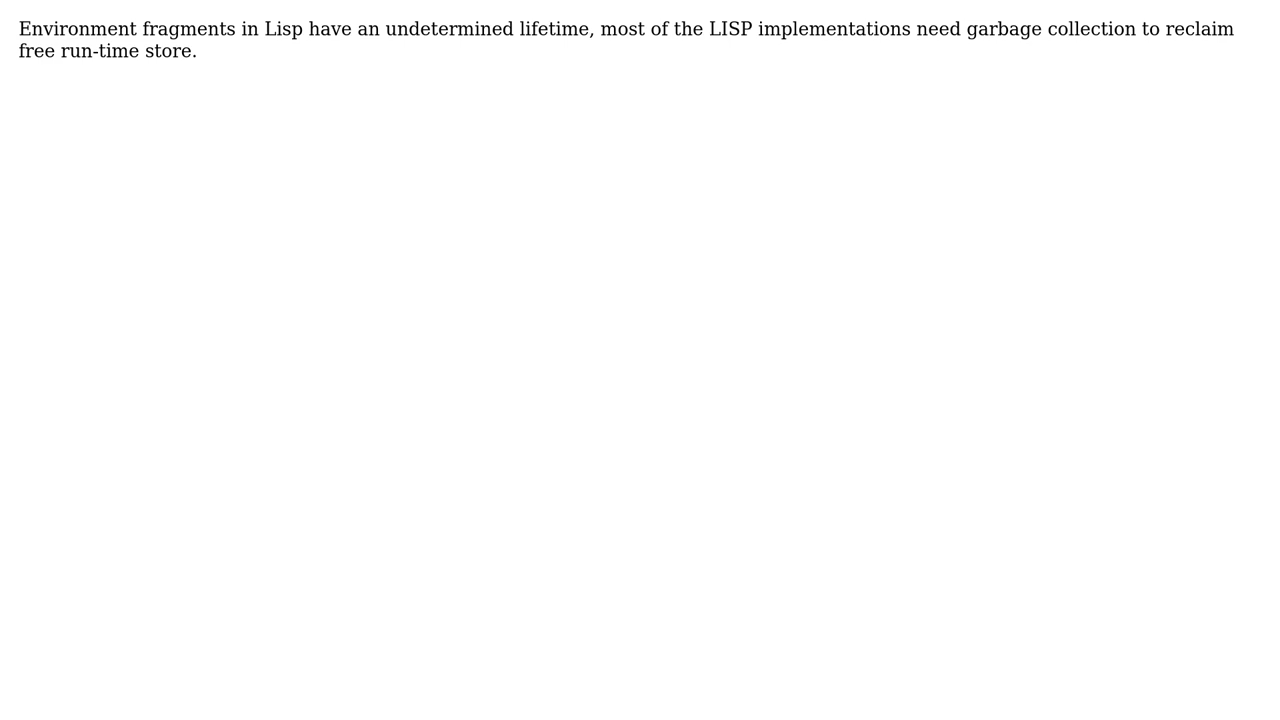 Environment fragments in Lisp have an undetermined lifetime, most of the LISP implementations need garbage collection to reclaim
free run-time store.